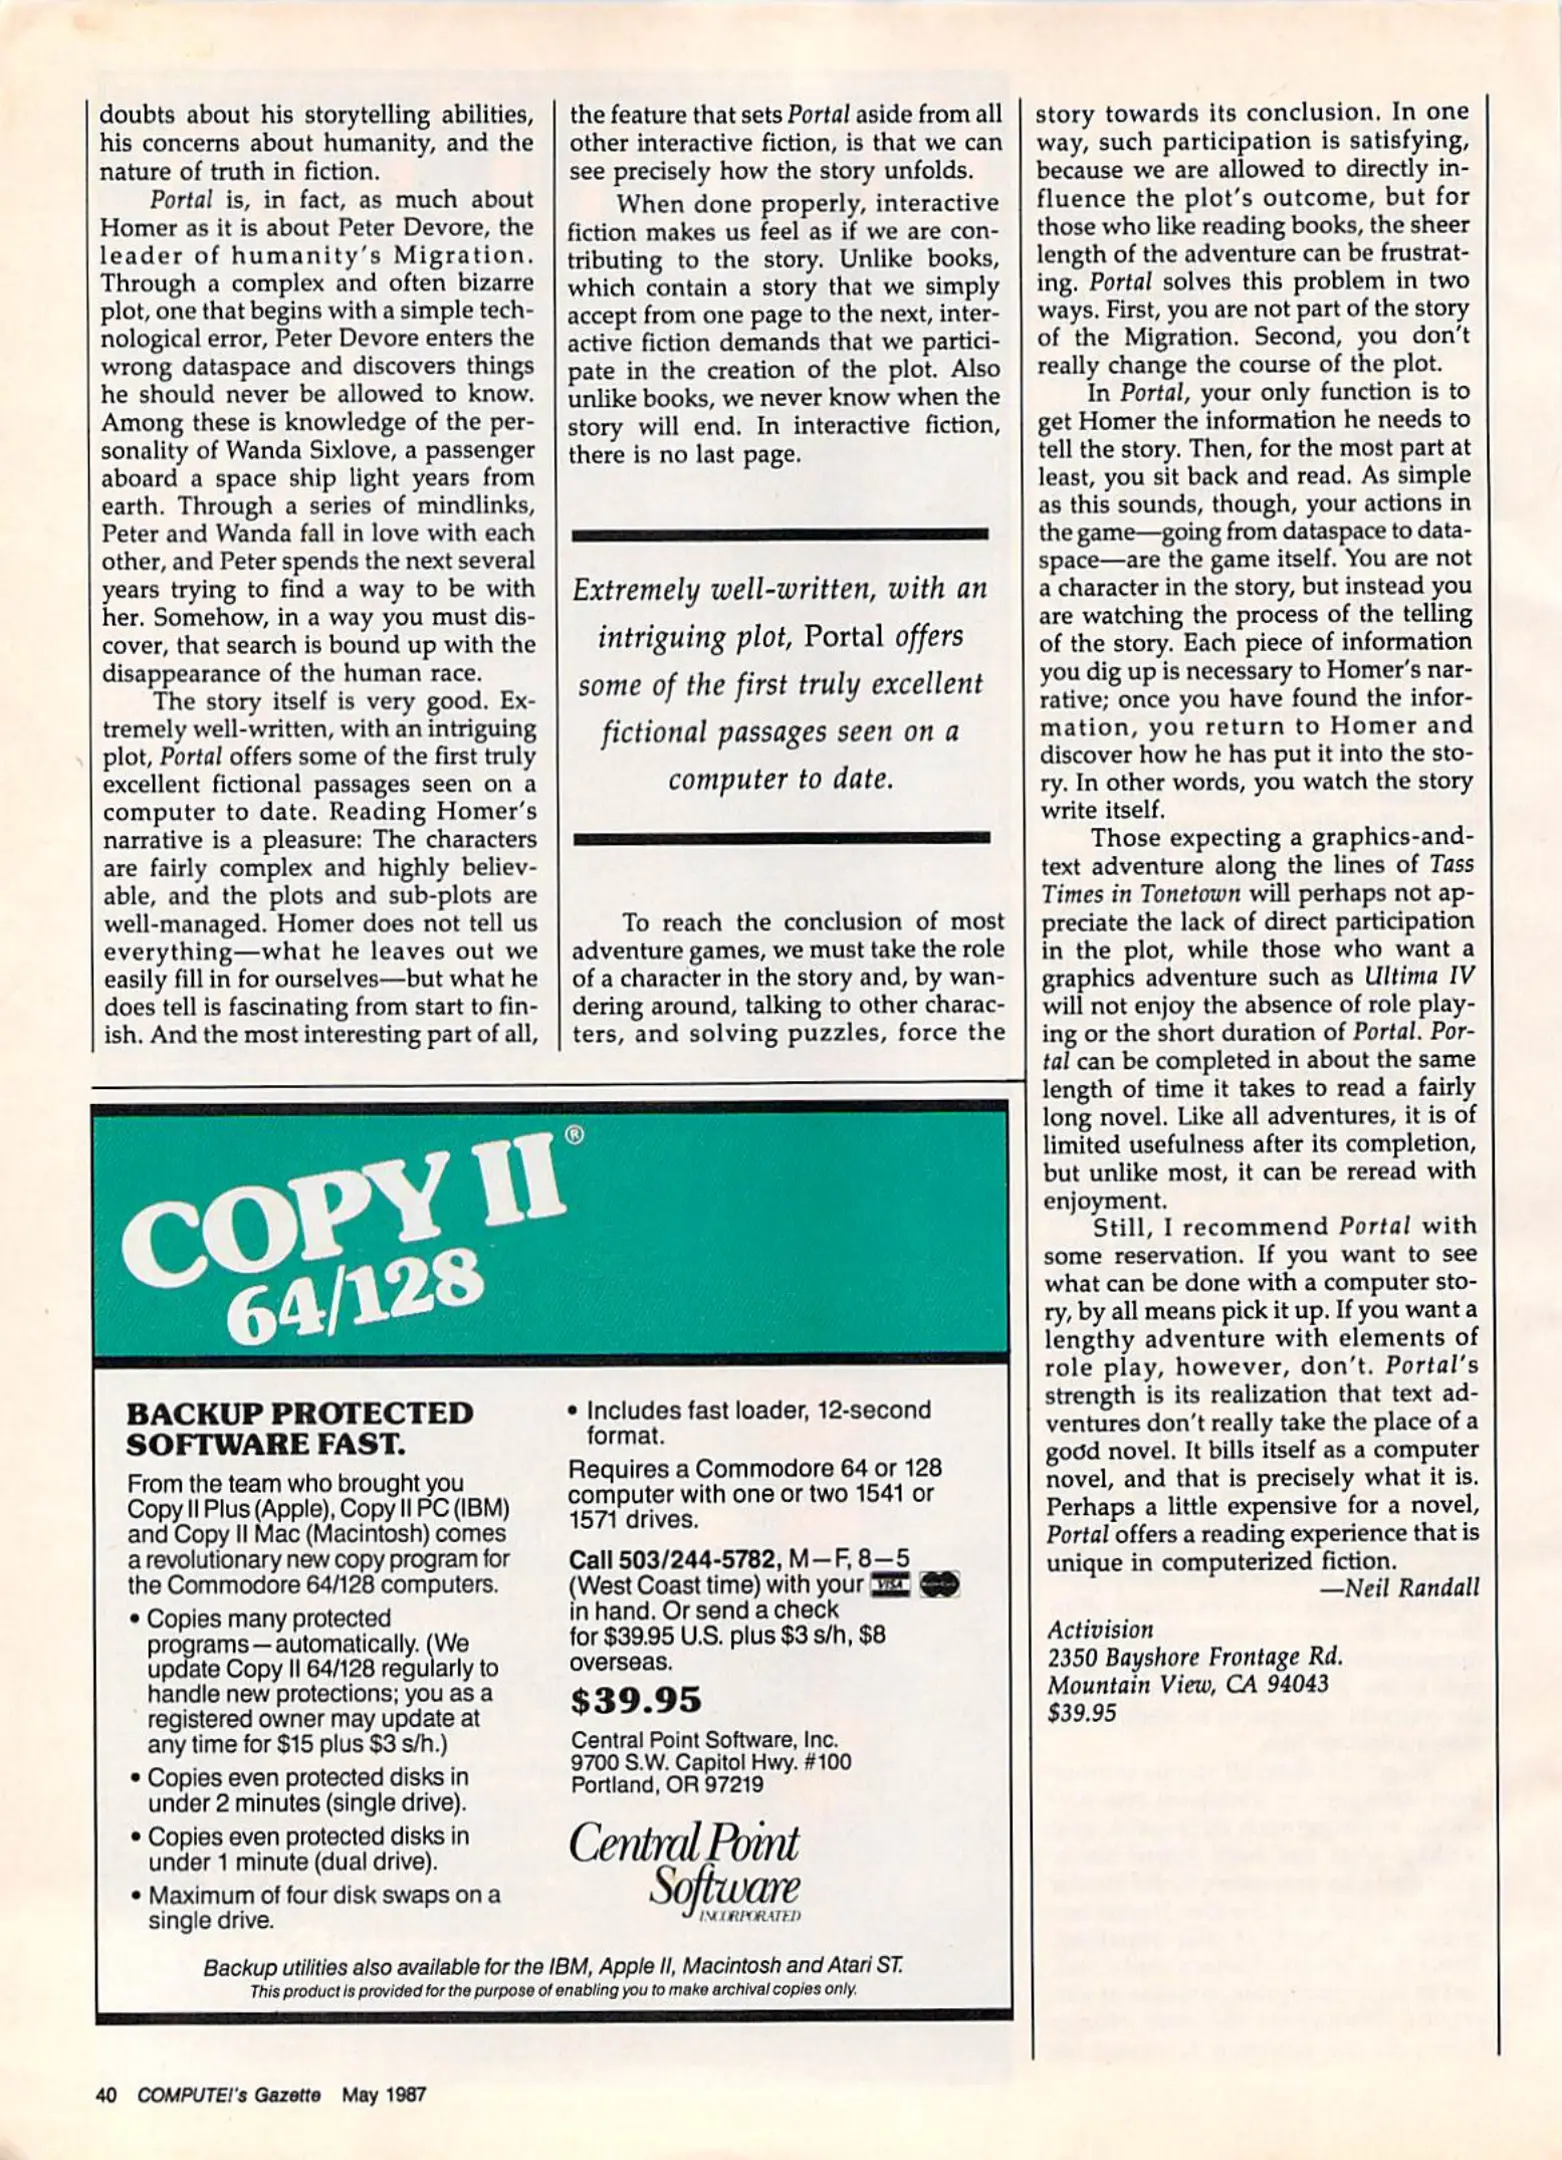 doubts about his storytelling abilities,
his concerns about humanity, and the
nature of truth in fiction.
Portal is, in fact, as much about
Homer as it is about Peter Devore, the
leader of humanity's Migration.
Through a complex and often bizarre
plot, one that begins with a simple tech-
nological error, Peter Devore enters the
wrong dataspace and discovers things
he should never be allowed to know.
Among these is knowledge of the per-
sonality of Wanda Sixlove, a passenger
aboard a space ship light years from
earth. Through a series of mindlinks,
Peter and Wanda fall in love with each
other, and Peter spends the next several
years trying to find a way to be with
her. Somehow, in a way you must dis-
cover, that search is bound up with the
disappearance of the human race.
The story itself is very good. Ex-
tremely well-written, with an intriguing
plot, Portal offers some of the first truly
excellent fictional passages seen on a
computer to date. Reading Homer's
narrative is a pleasure: The characters
are fairly complex and highly believ-
able, and the plots and sub-plots are
well-managed. Homer does not tell us
everything—what he leaves out we
easily fill in for ourselves—but what he
does tell is fascinating from start to fin-
ish. And the most interesting part of all,
the feature that sets Portal aside from all
other interactive fiction, is that we can
see precisely how the story unfolds.
When done properly, interactive
fiction makes us feel as if we are con-
tributing to the story. Unlike books,
which contain a story that we simply
accept from one page to the next, inter-
active fiction demands that we partici-
pate in the creation of the plot. Also
unlike books, we never know when the
story will end. In interactive fiction,
there is no last page.
Extremely well-written, with an
intriguing plot, Portal offers
some of the first truly excellent
fictional passages seen on a
computer to date.
To reach the conclusion of most
adventure games, we must take the role
of a character in the story and, by wan-
dering around, talking to other charac-
ters, and solving puzzles, force the
story towards its conclusion. In one
way, such participation is satisfying,
because we are allowed to directly in-
fluence the plot's outcome, but for
those who like reading books, the sheer
length of the adventure can be frustrat-
ing. Portal solves this problem in two
ways. First, you are not part of the story
of the Migration. Second, you don't
really change the course of the plot.
In Portal, your only function is to
get Homer the information he needs to
tell the story. Then, for the most part at
least, you sit back and read. As simple
as this sounds, though, your actions in
the game—going from dataspace to data-
space—are the game itself. You are not
a character in the story, but instead you
are watching the process of the telling
of the story. Each piece of information
you dig up is necessary to Homer's nar-
rative; once you have found the infor-
mation, you return to Homer and
discover how he has put it into the sto-
ry. In other words, you watch the story
write itself.
Those expecting a graphics-and-
text adventure along the lines of Tass
Times in Tonetown will perhaps not ap-
preciate the lack of direct participation
in the plot, while those who want a
graphics adventure such as Ultima IV
will not enjoy the absence of role play-
ing or the short duration of Portal. Por-
tal can be completed in about the same
length of time it takes to read a fairly
long novel. Like all adventures, it is of
limited usefulness after its completion,
but unlike most, it can be reread with
enjoyment.
Still, I recommend Portal with
some reservation. If you want to see
what can be done with a computer sto-
ry, by all means pick it up. If you want a
lengthy adventure with elements of
role play, however, don't. Portal's
strength is its realization that text ad-
ventures don't really take the place of a
good novel. It bills itself as a computer
novel, and that is precisely what it is.
Perhaps a little expensive for a novel,
Portal offers a reading experience that is
unique in computerized fiction.
—Neil Randall
Activision
2350 Bayshore Frontage Rd.
Mountain View, CA 94043
$39.95
COPY II®
64/128
BACKUP PROTECTED
SOFTWARE FAST.
From the team who brought you
Copy II Plus (Apple), Copy II PC (IBM)
and Copy II Mac (Macintosh) comes
a revolutionary new copy program for
the Commodore 64/128 computers.
• Copies many protected
programs—automatically. (We
update Copy II 64/128 regularly to
handle new protections; you as a
registered owner may update at
any time for $15 plus $3 s/h.)
• Copies even protected disks in
under 2 minutes (single drive).
• Copies even protected disks in
under 1 minute (dual drive).
• Maximum of four disk swaps on a
single drive.
• Includes fast loader, 12-second
format.
Requires a Commodore 64 or 128
computer with one or two 1541 or
1571 drives.
Call 503/244-5782, M—F, 8—5
(West Coast time) with your VISA MasterCard
in hand. Or send a check
for $39.95 U.S. plus $3 s/h, $8
overseas.
$39.95
Central Point Software, Inc.
9700 S.W. Capitol Hwy. #100
Portland, OR 97219
Central Point
Software
INCORPORATED
Backup utilities also available for the IBM, Apple II, Macintosh and Atari ST.
This product is provided for the purpose of enabling you to make archival copies only.
40 COMPUTE!'s Gazette May 1987